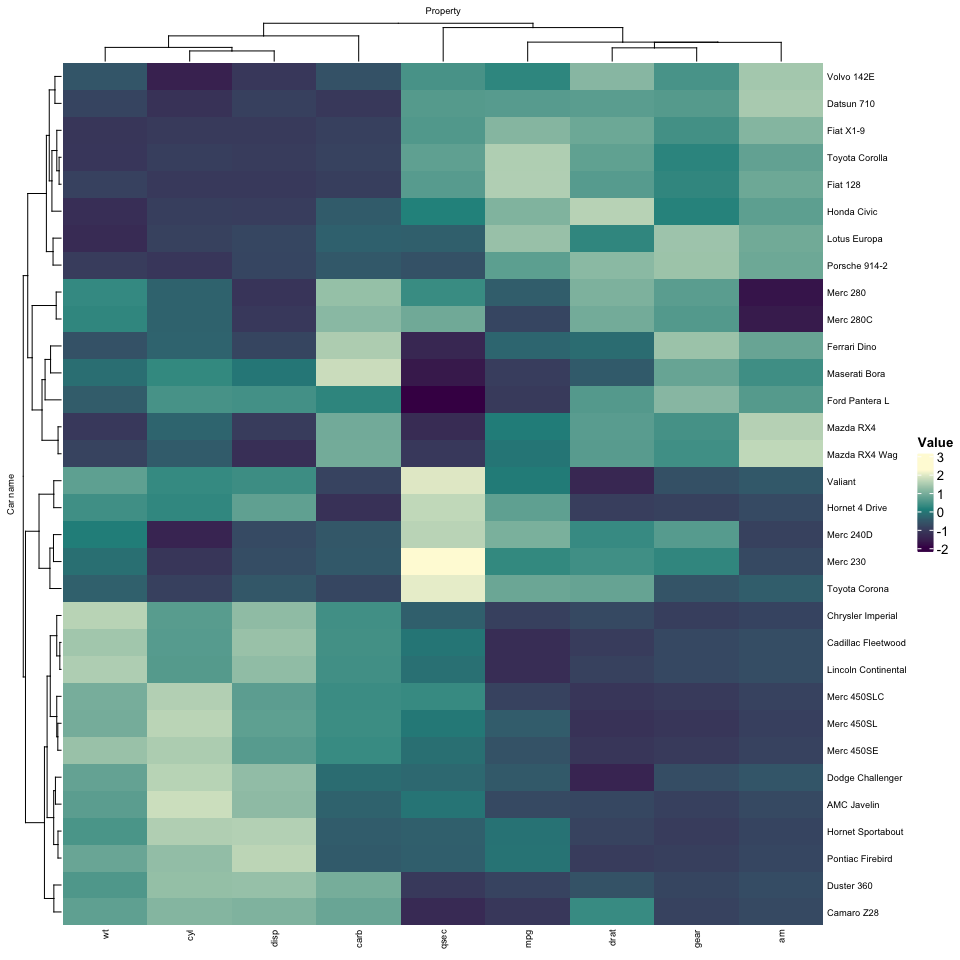 Property
Volvo 142E
Datsun 710
Fiat X1-9
Toyota Corolla
Fiat 128
Honda Civic
Lotus Europa
Porsche 914-2
Merc 280
Merc 280C
Ferrari Dino
Maserati Bora
Ford Pantera L
Mazda RX4
Mazda RX4 Wag
Valiant
Hornet 4 Drive
Merc 240D
Merc 230
Toyota Corona
Chrysler Imperial
Cadillac Fleetwood
Lincoln Continental
Merc 450SLC
Merc 450SL
Merc 450SE
Dodge Challenger
AMC Javelin
Hornet Sportabout
Pontiac Firebird
Duster 360
Camaro Z28
Car name
wt
cyl
disp
carb
qsec
mpg
drat
gear
am
Value
3
2
1
0
-1
-2